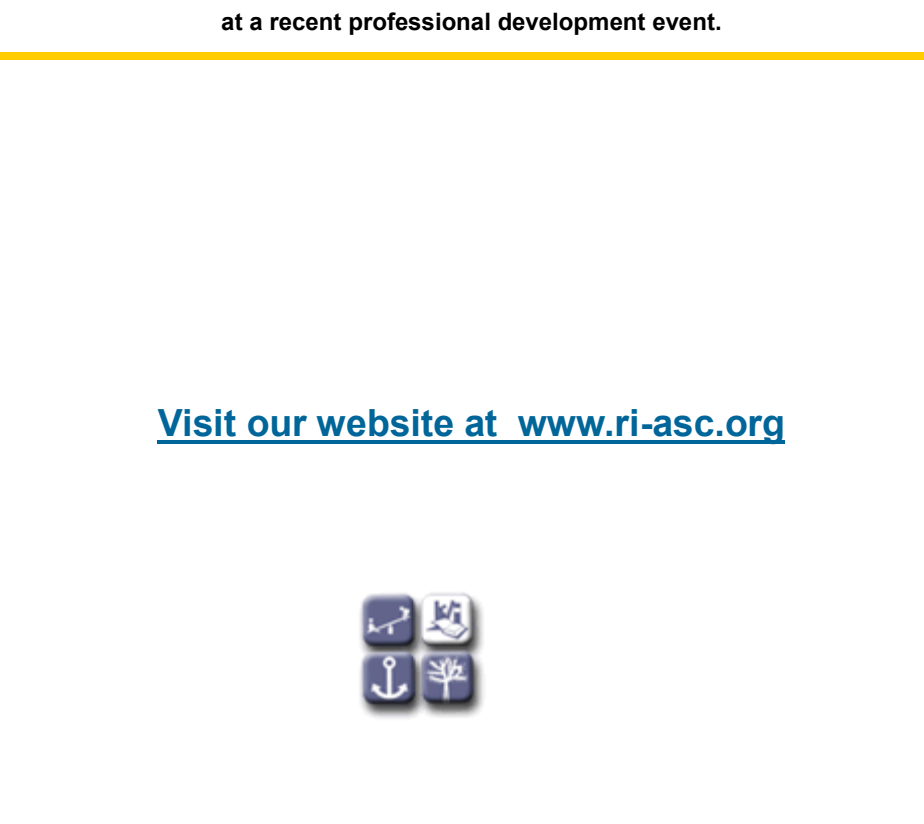 at a recent professional development event.
Visit our website at  www.ri-asc.org